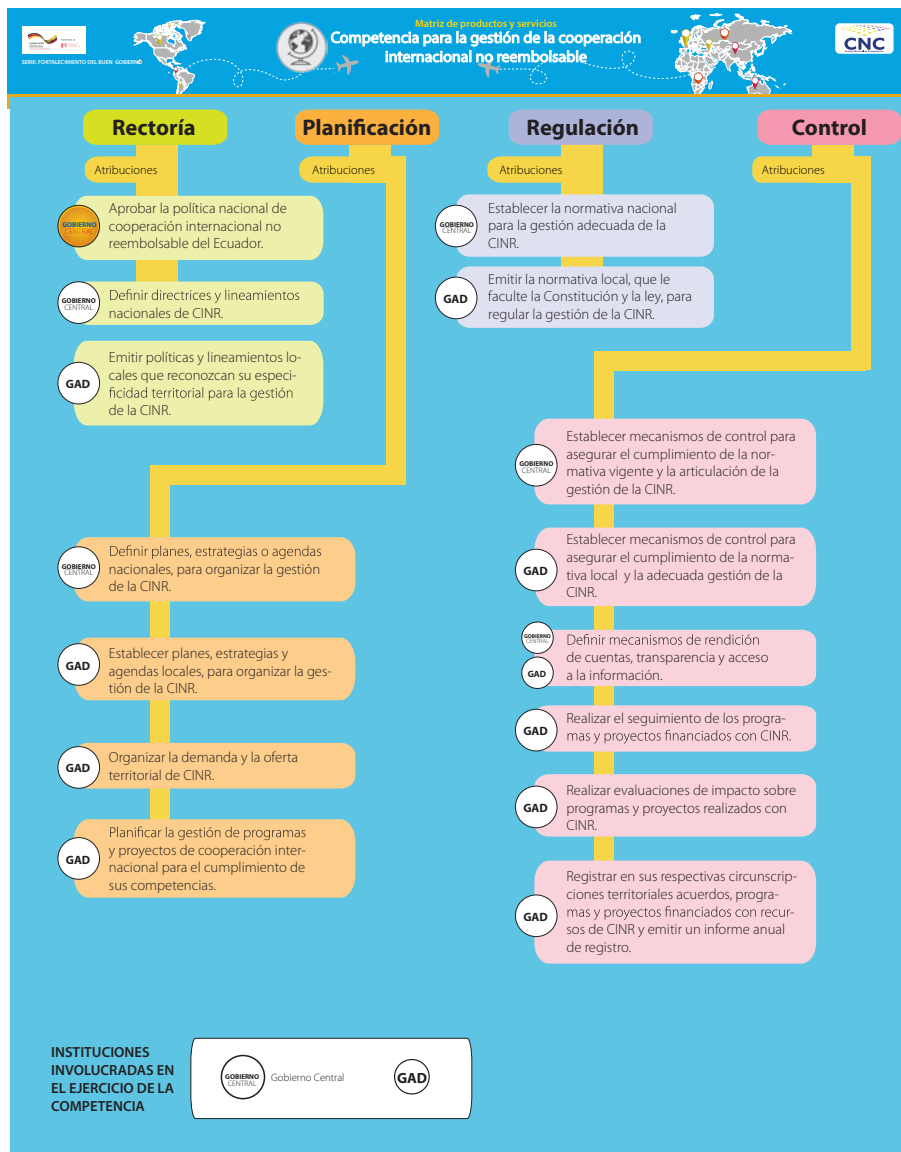 Matriz de productos y servicios
Competencia para la gestión de la cooperación
internacional no reembolsable
SERIE: FORTALECIMIENTO DEL BUEN GOBIERNO
CNC
Rectoría
Atribuciones
GOBIERNO
CENTRAL
Aprobar la política nacional de
cooperación internacional no
reembolsable del Ecuador.
GOBIERNO
CENTRAL
Definir directrices y lineamientos
nacionales de CINR.
GAD
Emitir políticas y lineamientos lo-
cales que reconozcan su especi-
ficidad territorial para la gestión
de la CINR.
Planificación
Atribuciones
GOBIERNO
CENTRAL
Definir planes, estrategias o agendas
nacionales, para organizar la gestión
de la CINR.
GAD
Establecer planes, estrategias y
agendas locales, para organizar la ges-
tión de la CINR.
GAD
Organizar la demanda y la oferta
territorial de CINR.
GAD
Planificar la gestión de programas
y proyectos de cooperación inter-
nacional para el cumplimiento de
sus competencias.
Regulación
Atribuciones
GOBIERNO
CENTRAL
Establecer la normativa nacional
para la gestión adecuada de la
CINR.
GAD
Emitir la normativa local, que le
faculte la Constitución y la ley, para
regular la gestión de la CINR.
Control
Atribuciones
GOBIERNO
CENTRAL
Establecer mecanismos de control para
asegurar el cumplimiento de la nor-
mativa vigente y la articulación de la
gestión de la CINR.
GAD
Establecer mecanismos de control para
asegurar el cumplimiento de la norma-
tiva local y la adecuada gestión de la
CINR.
GOBIERNO
CENTRAL
GAD
Definir mecanismos de rendición
de cuentas, transparencia y acceso
a la información.
GAD
Realizar el seguimiento de los progra-
mas y proyectos financiados con CINR.
GAD
Realizar evaluaciones de impacto sobre
programas y proyectos realizados con
CINR.
GAD
Registrar en sus respectivas circunscrip-
ciones territoriales acuerdos, progra-
mas y proyectos financiados con recur-
sos de CINR y emitir un informe anual
de registro.
INSTITUCIONES
INVOLUCRADAS EN
EL EJERCICIO DE LA
COMPETENCIA
GOBIERNO
CENTRAL
Gobierno Central
GAD